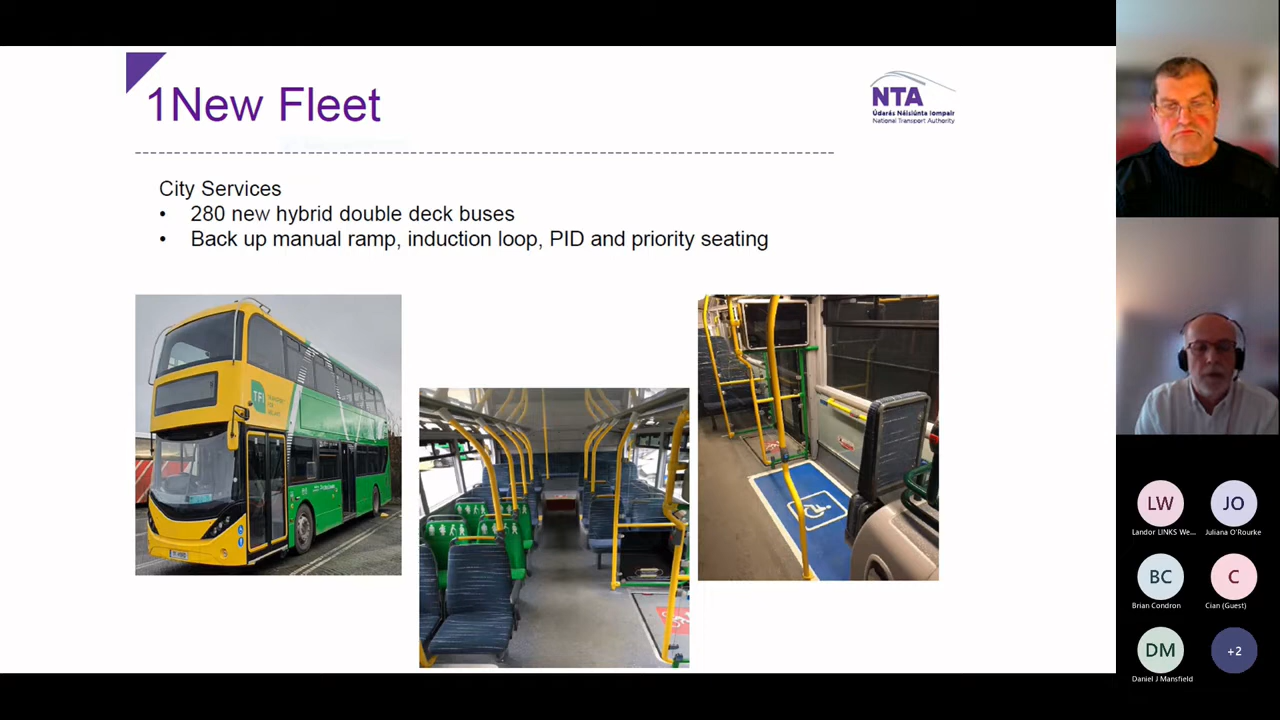 1New Fleet
NTA
Údarás Náisiúnta Iompair
National Transport Authority
City Services
• 280 new hybrid double deck buses
• Back up manual ramp, induction loop, PID and priority seating
TFI
LW
JO
Landor LINKS We...
Juliana O'Rourke
BC
C
Brian Condron
Cian (Guest)
DM
+2
Daniel J Mansfield